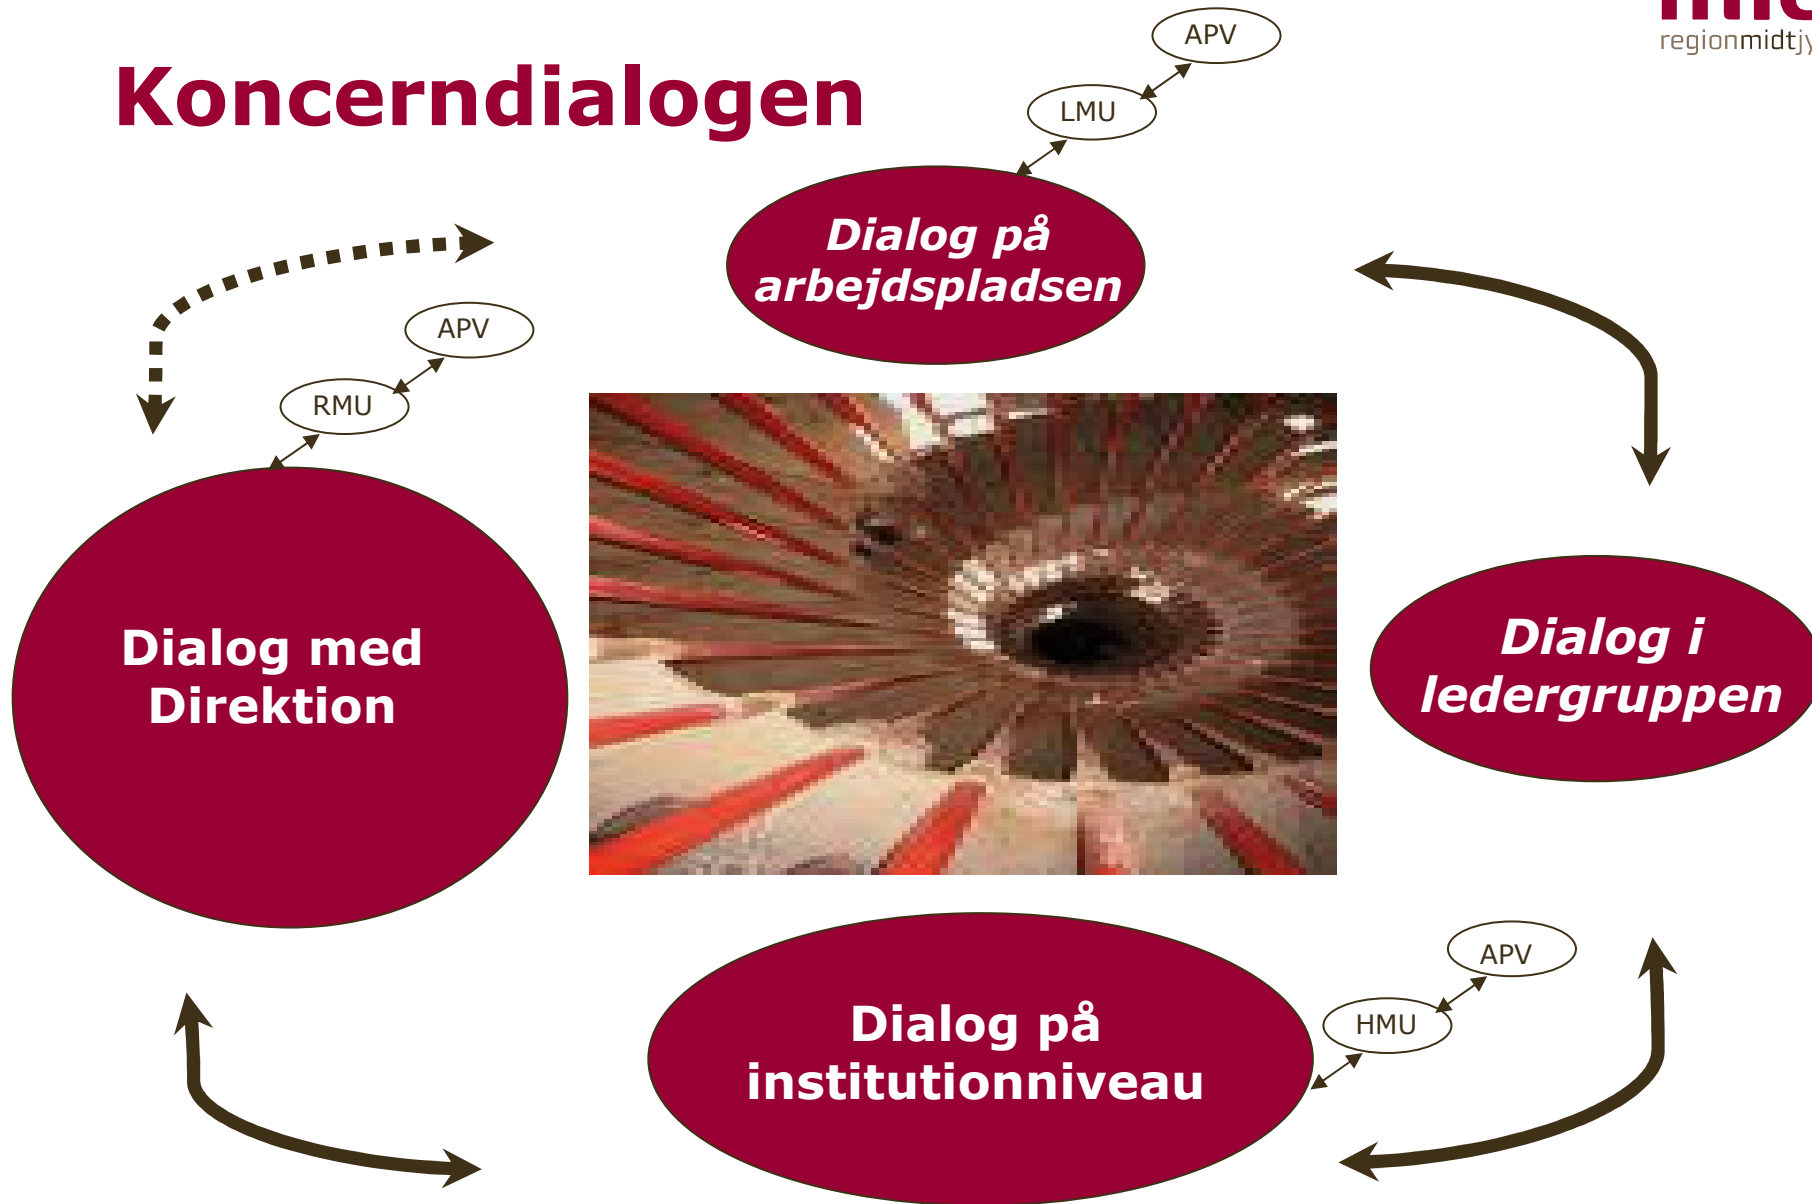 regionmidtjy
APV
Koncerndialogen
LMU
Dialog på
arbejdspladsen
APV
RMU
Dialog med
Direktion
Dialog i
ledergruppen
APV
HMU
Dialog på
institutionniveau